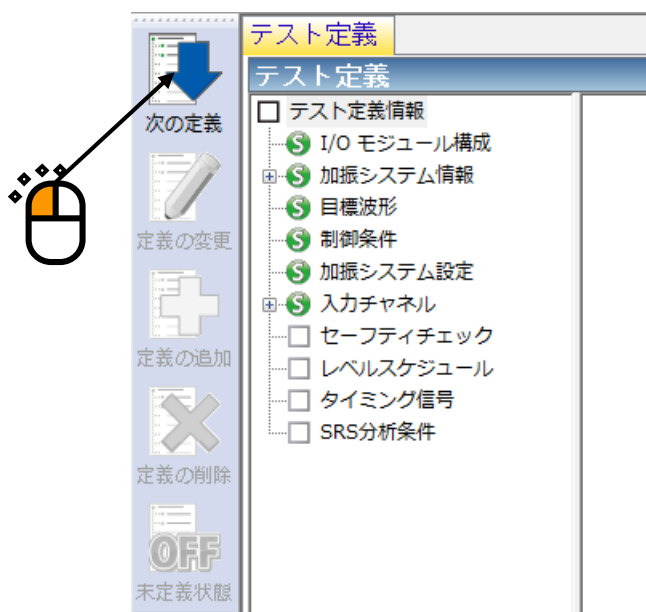 テスト定義
テスト定義
次の定義
定義の変更
定義の追加
定義の削除
OFF
未定義状態
テスト定義情報
S I/O モジュール構成
S 加振システム情報
S 目標波形
S 制御条件
S 加振システム設定
S 入力チャネル
セーフティチェック
レベルスケジュール
タイミング信号
SRS分析条件